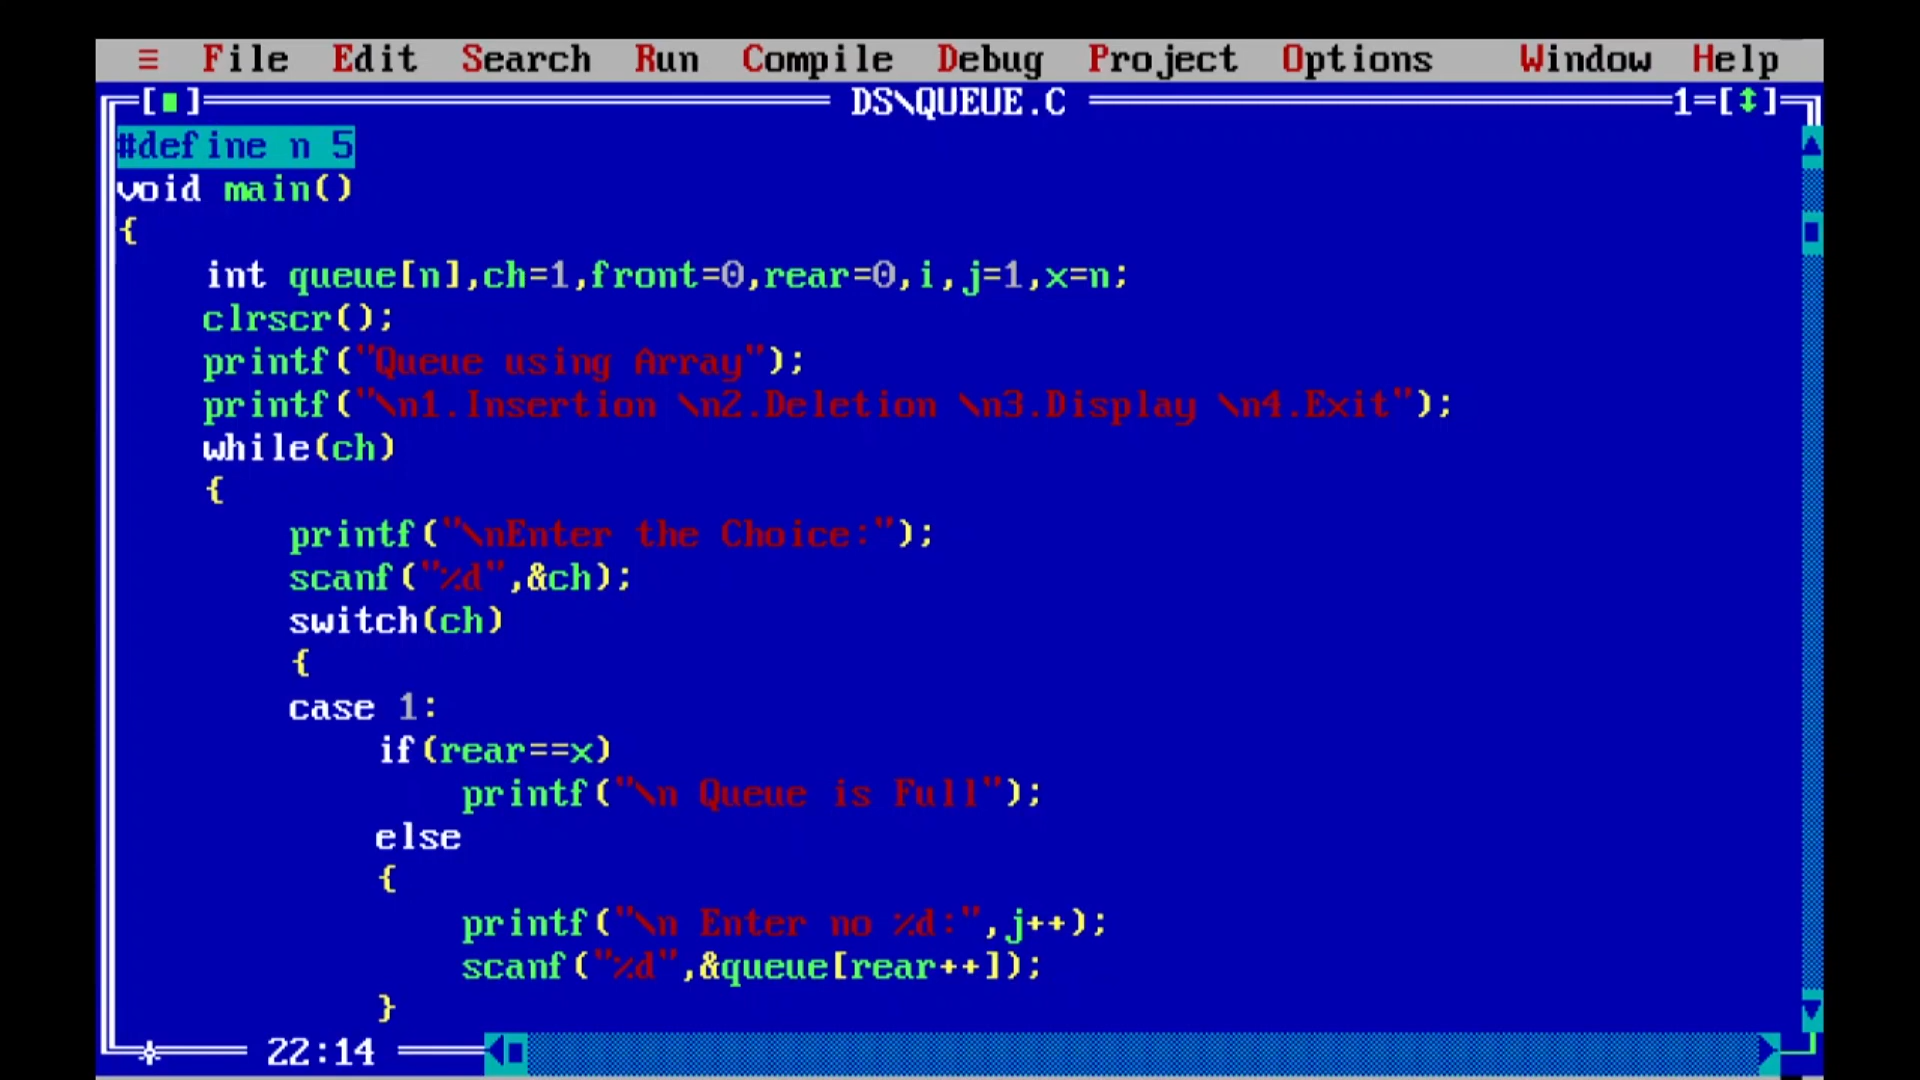 ≡ File Edit Search Run Compile Debug Project Options Window Help
[■] DS\QUEUE.C 1=[↕]
#define n 5
void main()
{
int queue[n],ch=1,front=0,rear=0,i,j=1,x=n;
clrscr();
printf("Queue using Array");
printf("\n1.Insertion \n2.Deletion \n3.Display \n4.Exit");
while(ch)
{
printf("\nEnter the Choice:");
scanf("%d",&ch);
switch(ch)
{
case 1:
if(rear==x)
printf("\n Queue is Full");
else
{
printf("\n Enter no %d:",j++);
scanf("%d",&queue[rear++]);
}
22:14